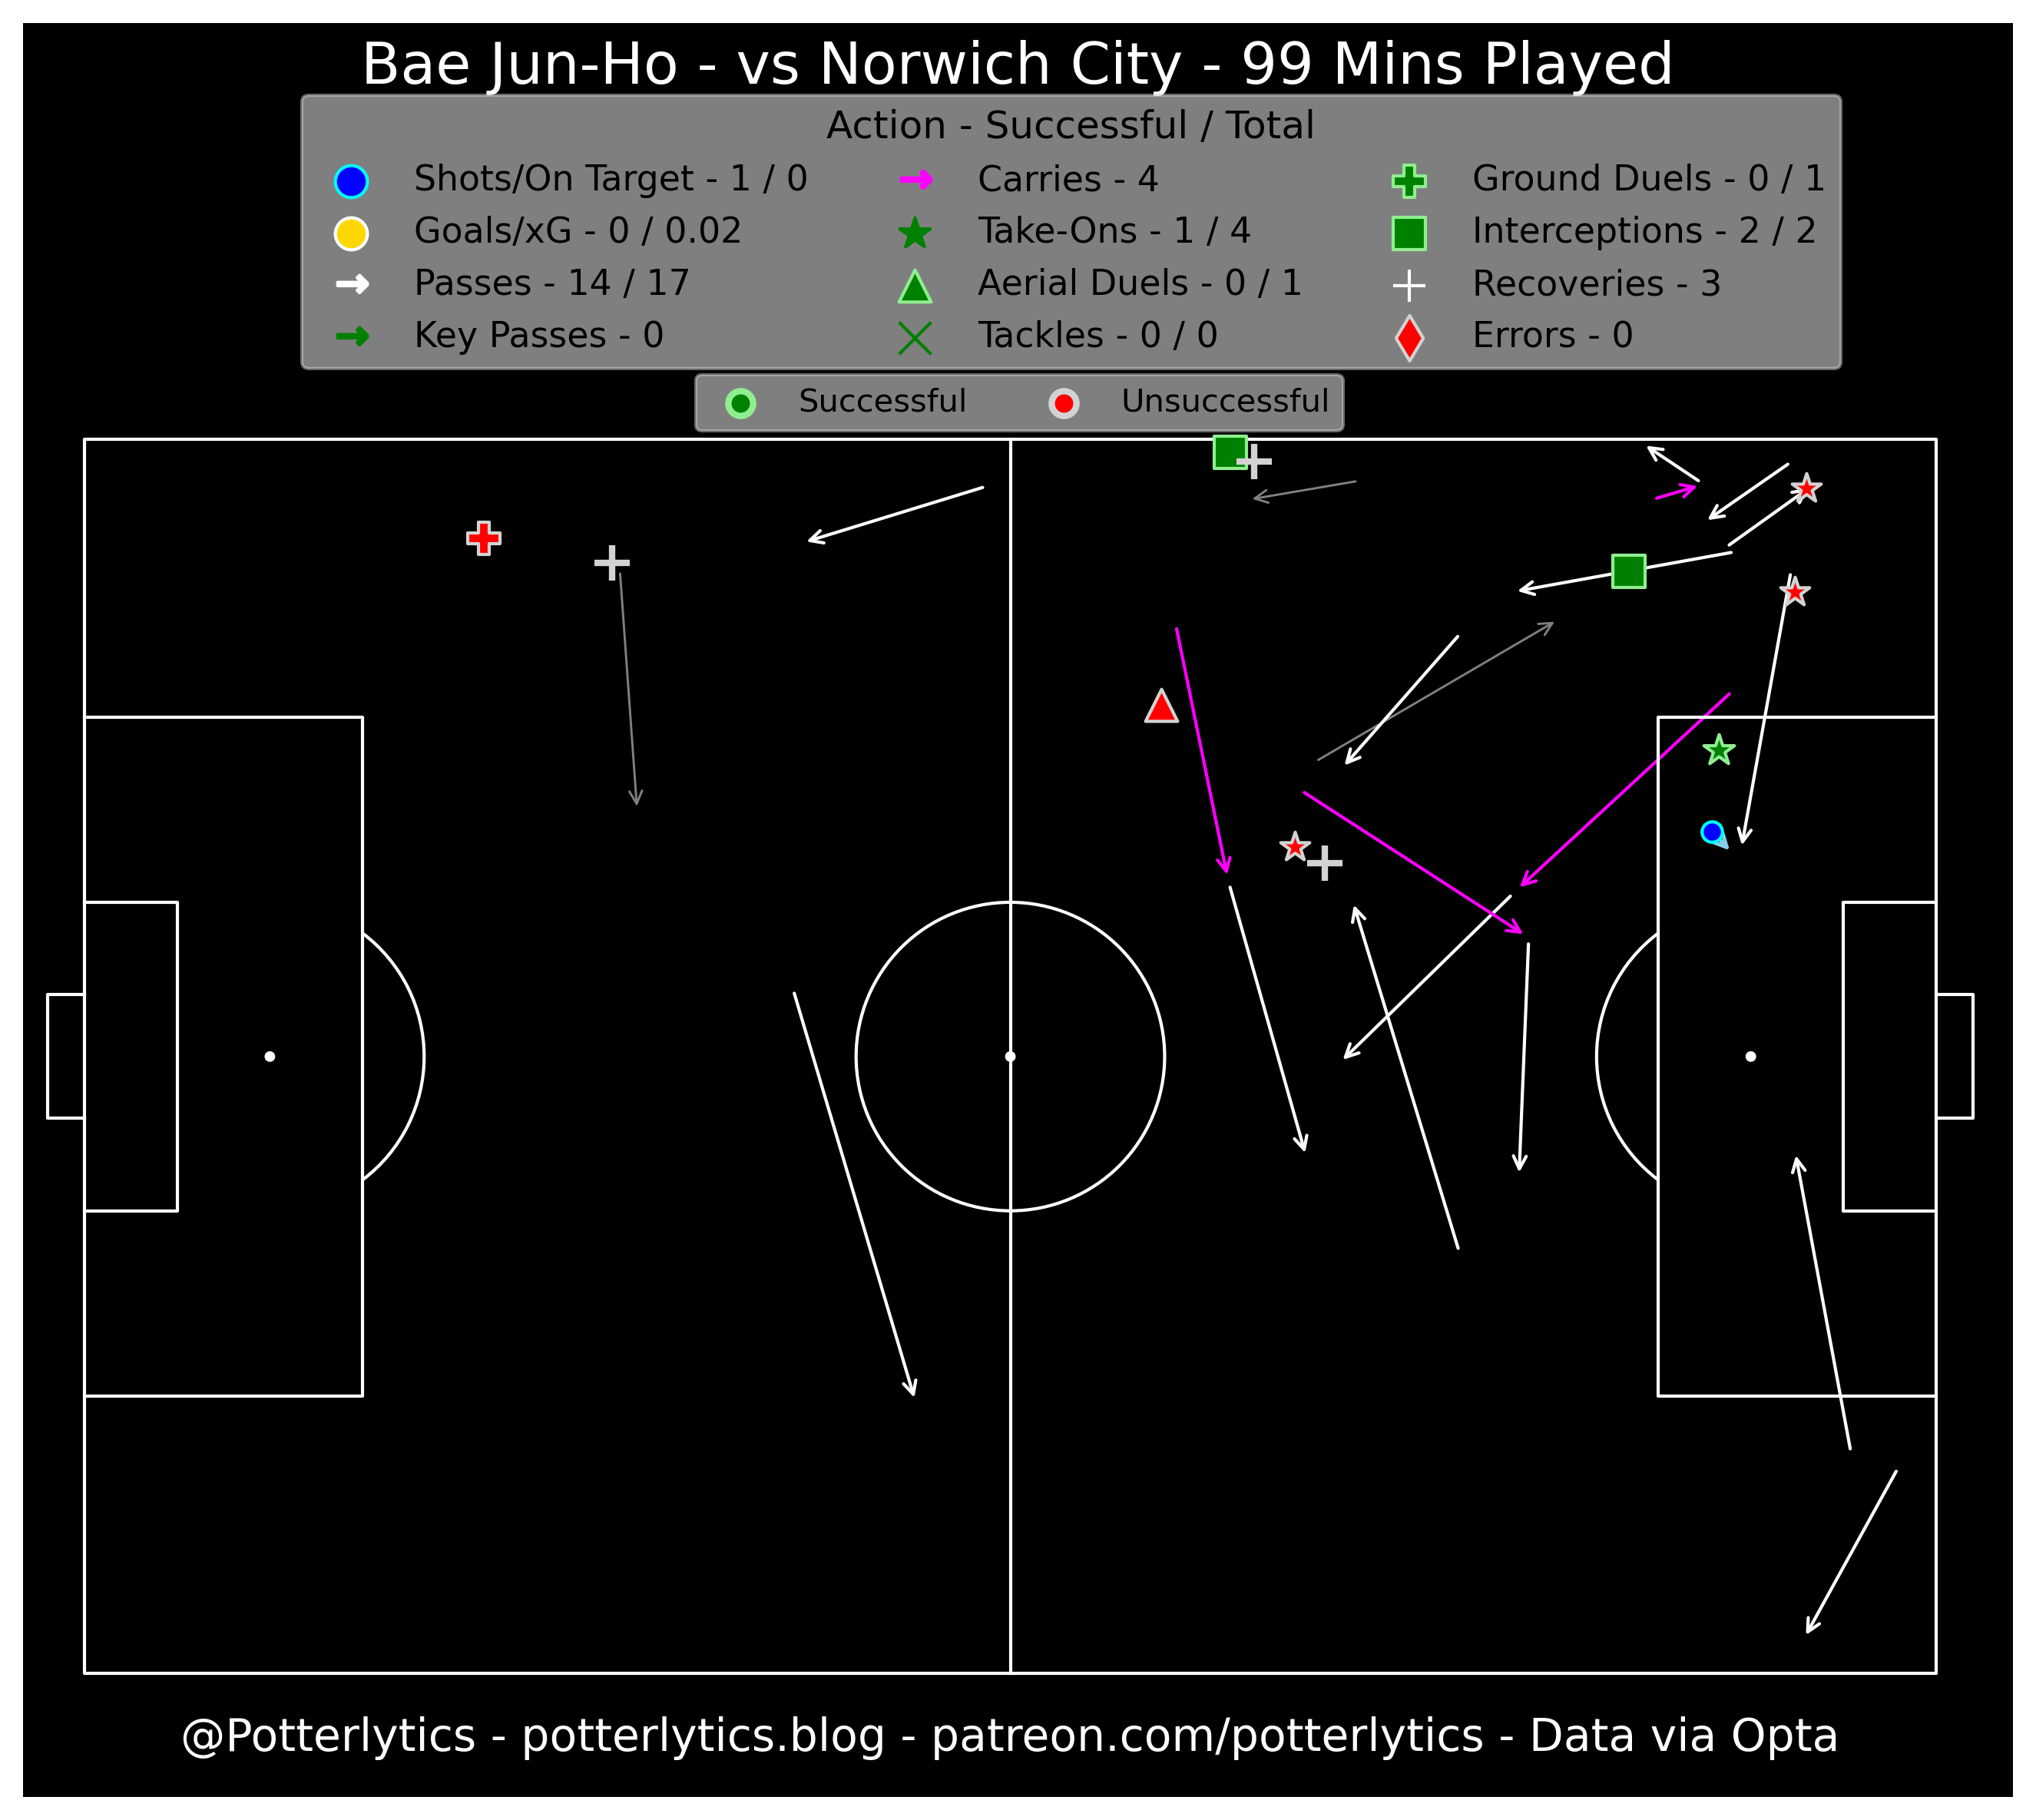 Bae Jun-Ho - vs Norwich City - 99 Mins Played
Action - Successful / Total
Shots/On Target - 1 / 0
Goals/xG - 0 / 0.02
Passes - 14 / 17
Key Passes - 0
Carries - 4
Take-Ons - 1 / 4
Aerial Duels - 0 / 1
Tackles - 0 / 0
Ground Duels - 0 / 1
Interceptions - 2 / 2
Recoveries - 3
Errors - 0
Successful
Unsuccessful
@Potterlytics - potterlytics.blog - patreon.com/potterlytics - Data via Opta